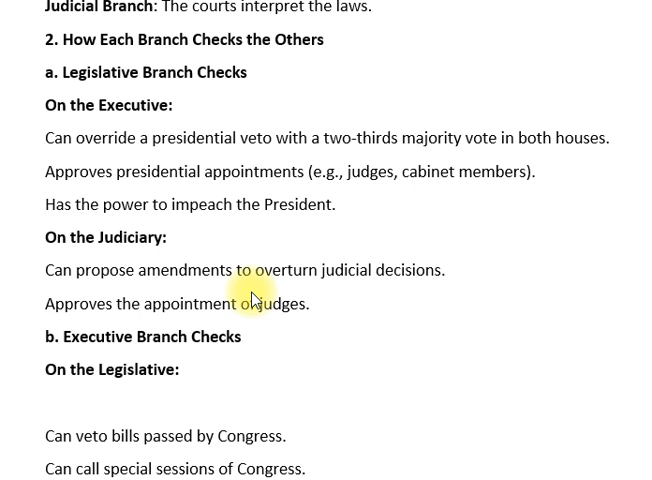 Judicial Branch: The courts interpret the laws.
2. How Each Branch Checks the Others
a. Legislative Branch Checks
On the Executive:
Can override a presidential veto with a two-thirds majority vote in both houses.
Approves presidential appointments (e.g., judges, cabinet members).
Has the power to impeach the President.
On the Judiciary:
Can propose amendments to overturn judicial decisions.
Approves the appointment of judges.
b. Executive Branch Checks
On the Legislative:
Can veto bills passed by Congress.
Can call special sessions of Congress.